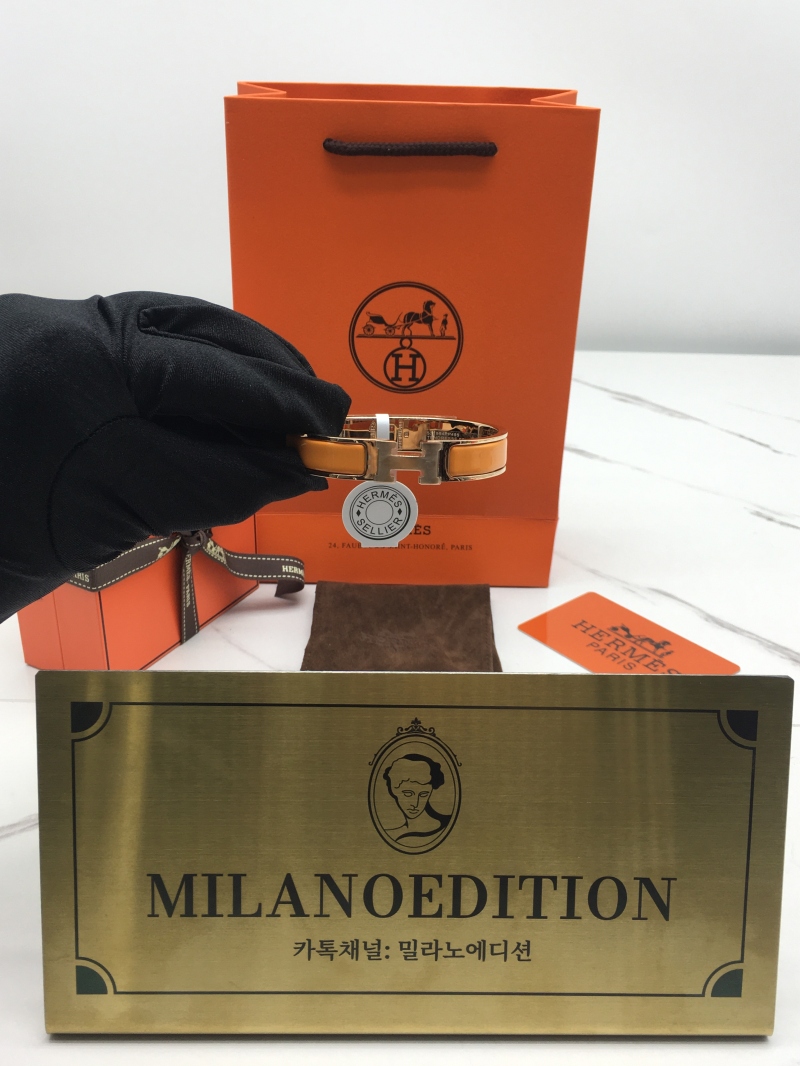 H
HERMÈS
SELLIER
24, FAUBOURG SAINT-HONORÉ, PARIS
HERMÈS
PARIS
MILANOEDITION
카톡채널: 밀라노에디션